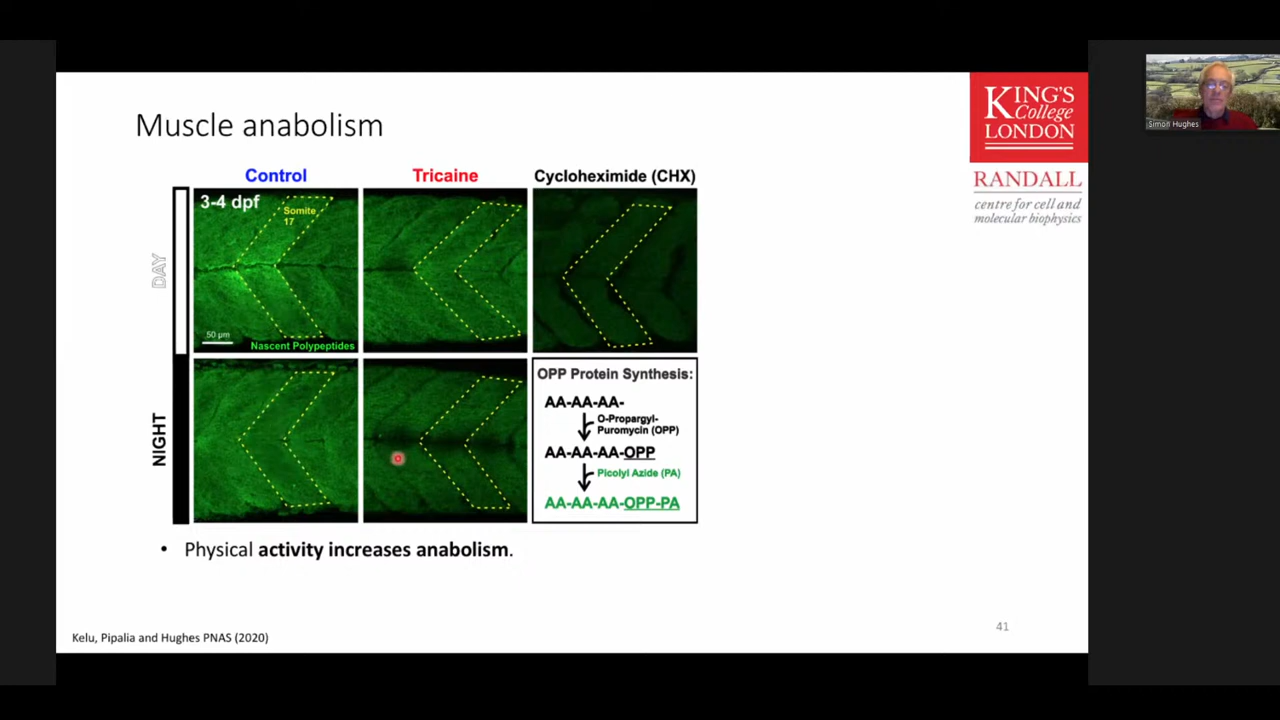 Muscle anabolism
KING'S
College
LONDON
RANDALL
centre for cell and
molecular biophysics
Simon Hughes
Control
Tricaine
Cycloheximide (CHX)
DAY
3-4 dpf
Somite
17
50 µm
Nascent Polypeptides
NIGHT
OPP Protein Synthesis:
AA-AA-AA-
O-Propargyl-
Puromycin (OPP)
AA-AA-AA-OPP
Picolyl Azide (PA)
AA-AA-AA-OPP-PA
• Physical activity increases anabolism.
Kelu, Pipalia and Hughes PNAS (2020)
41